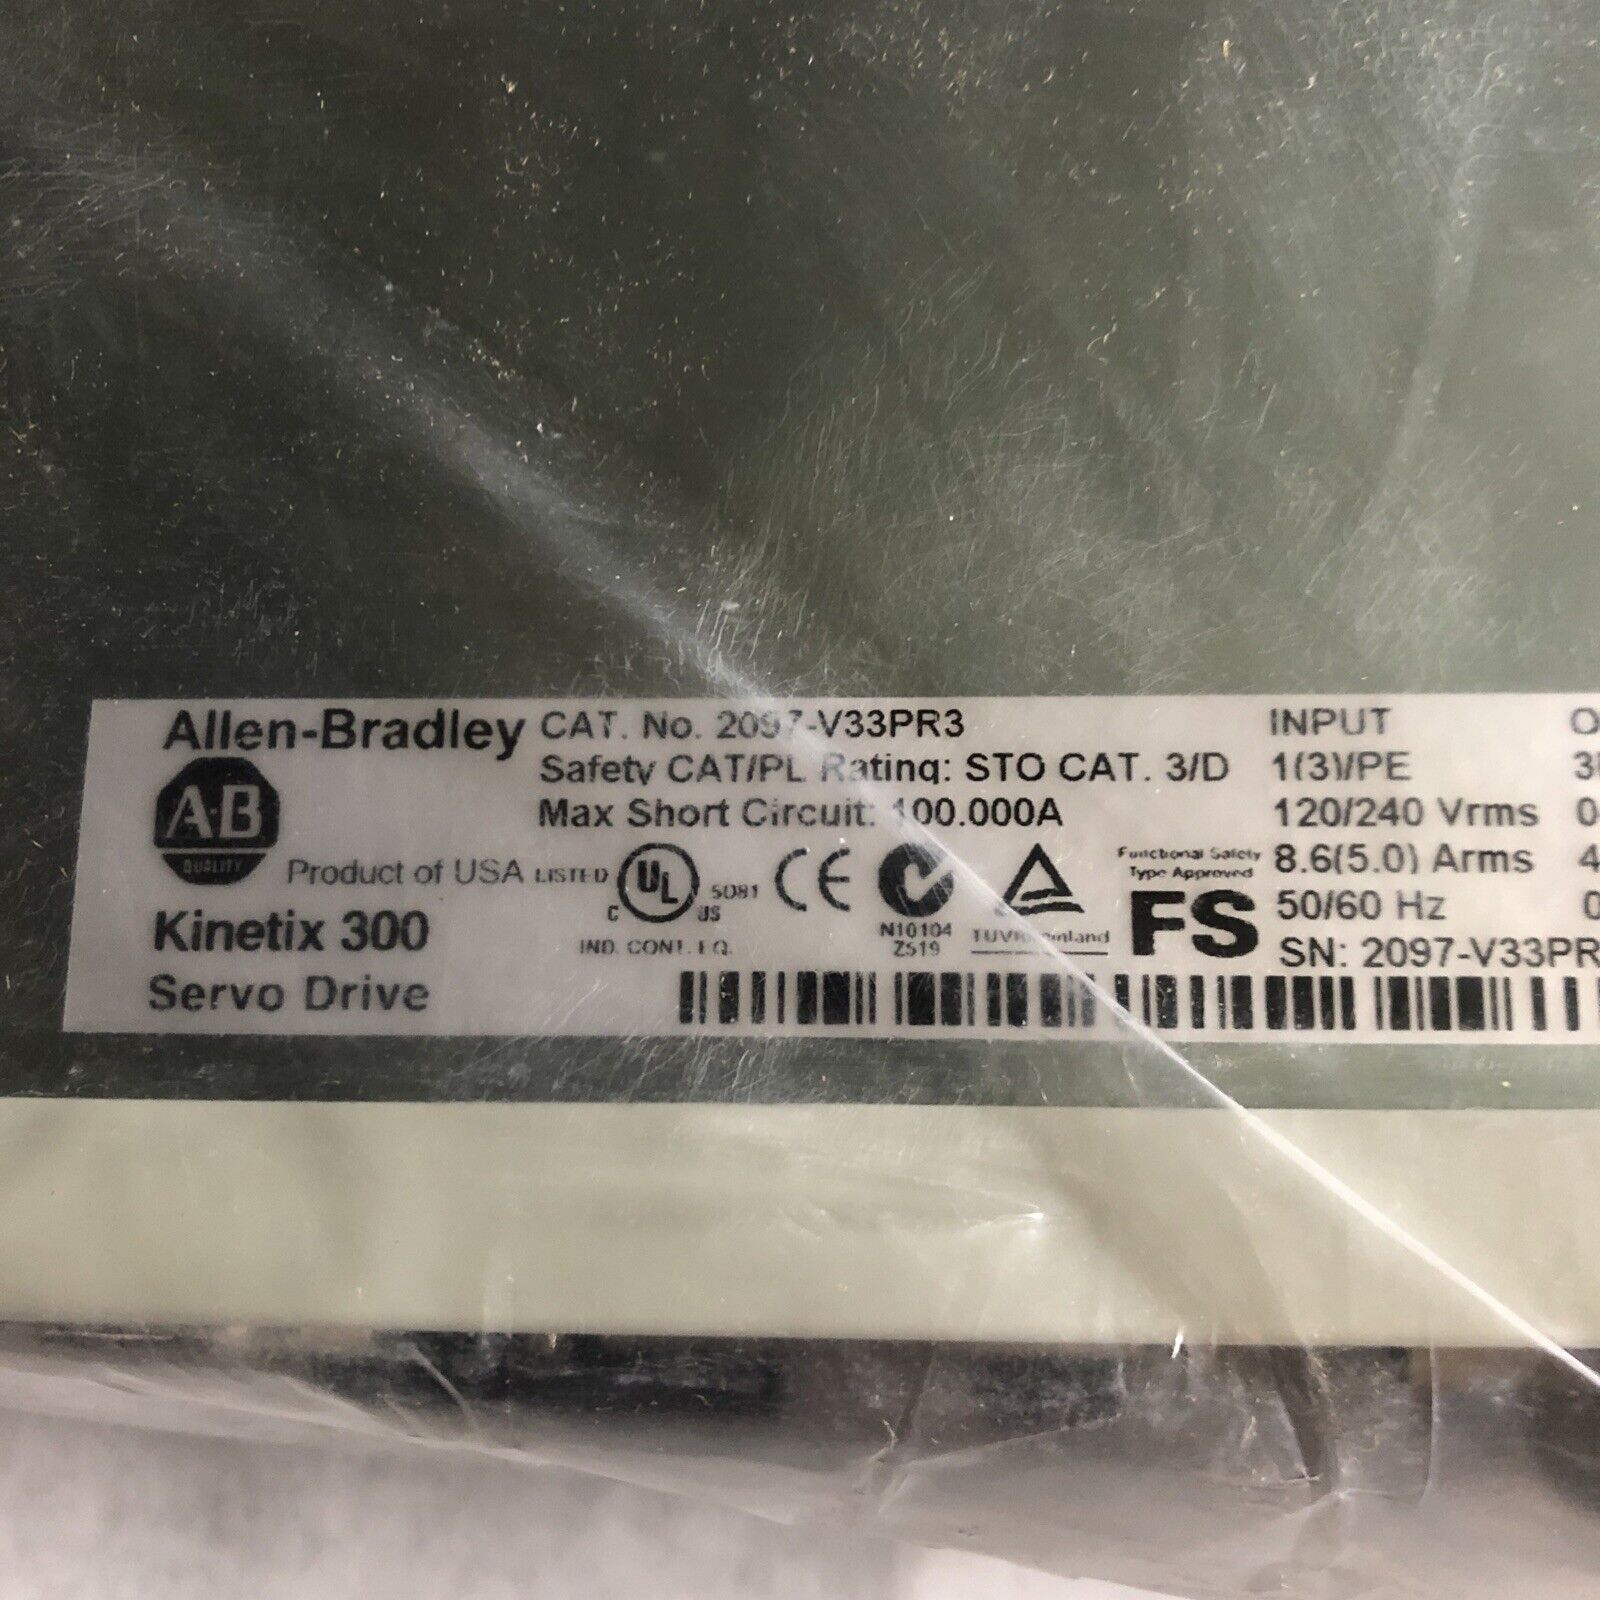 Allen-Bradley
CAT. No. 2097-V33PR3
Safety CAT/PL Rating: STO CAT. 3/D
Max Short Circuit: 100.000A
A-B
QUALITY
Product of USA
LISTED
UL
C
US
5081
IND. CONT. EQ.
CE
N10104
Z519
TUVRheinland
Functional Safety
Type Approved
FS
Kinetix 300
Servo Drive
INPUT
1(3)/PE
120/240 Vrms
8.6(5.0) Arms
50/60 Hz
SN: 2097-V33PR